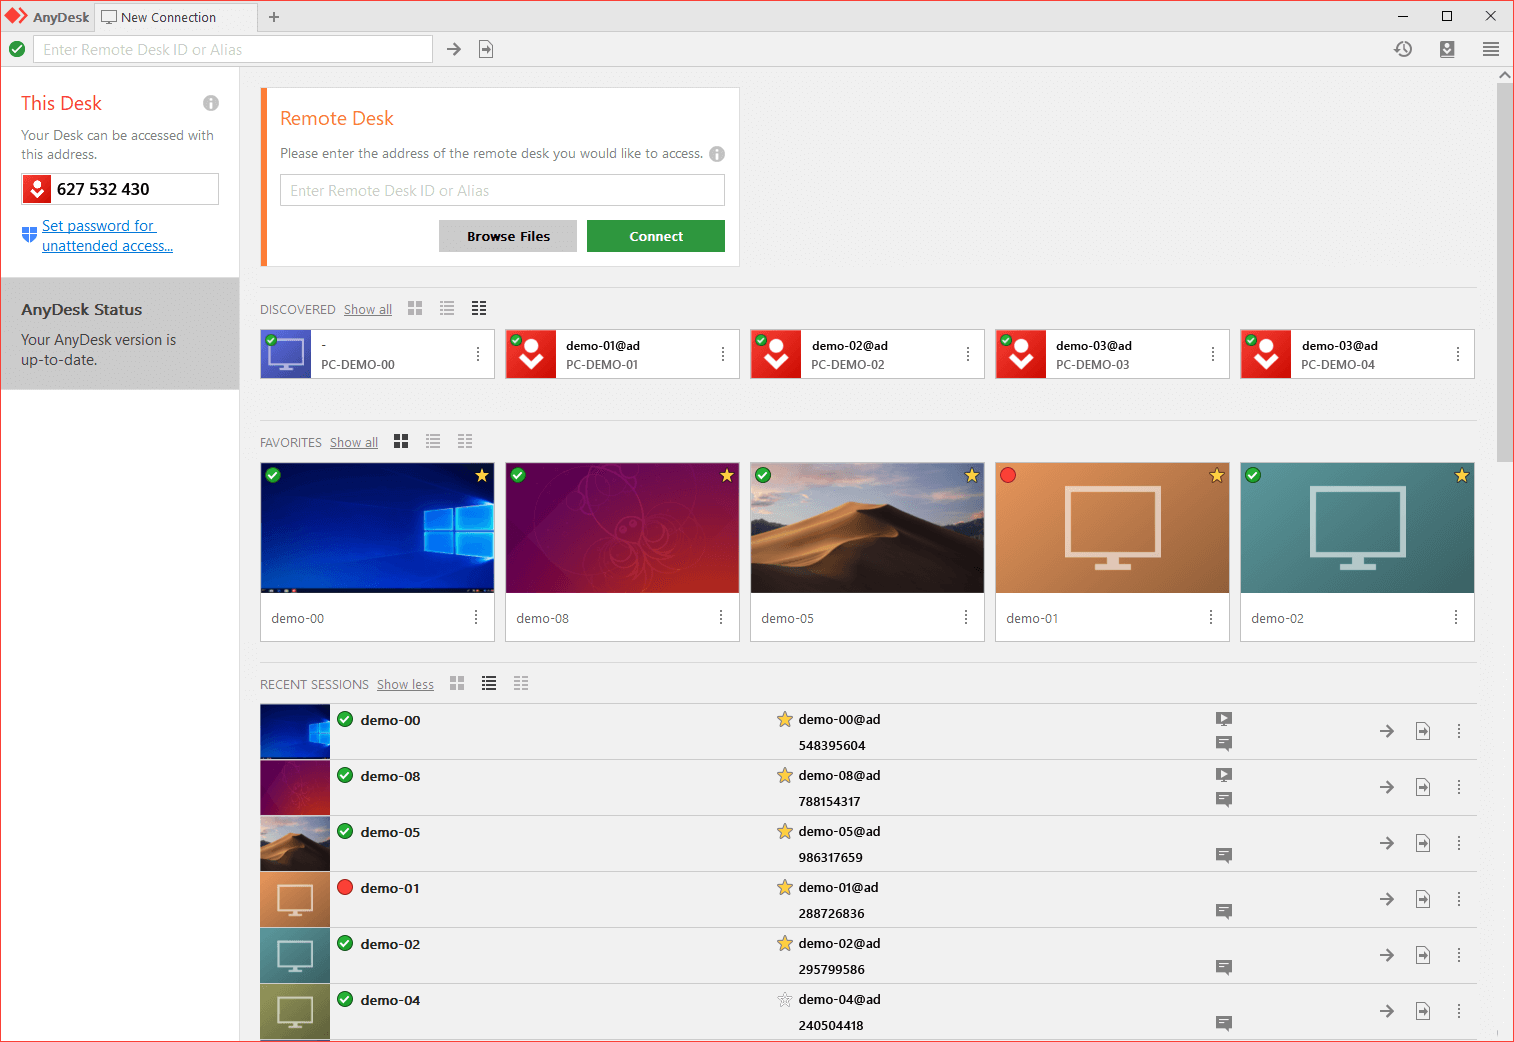 AnyDesk
New Connection
Enter Remote Desk ID or Alias
This Desk
Your Desk can be accessed with
this address.
627 532 430
Set password for
unattended access...
AnyDesk Status
Your AnyDesk version is
up-to-date.
Remote Desk
Please enter the address of the remote desk you would like to access.
Enter Remote Desk ID or Alias
Browse Files
Connect
DISCOVERED Show all
-
PC-DEMO-00
demo-01@ad
PC-DEMO-01
demo-02@ad
PC-DEMO-02
demo-03@ad
PC-DEMO-03
demo-03@ad
PC-DEMO-04
FAVORITES Show all
demo-00
demo-08
demo-05
demo-01
demo-02
RECENT SESSIONS Show less
demo-00
demo-00@ad
548395604
demo-08
demo-08@ad
788154317
demo-05
demo-05@ad
986317659
demo-01
demo-01@ad
288726836
demo-02
demo-02@ad
295799586
demo-04
demo-04@ad
240504418